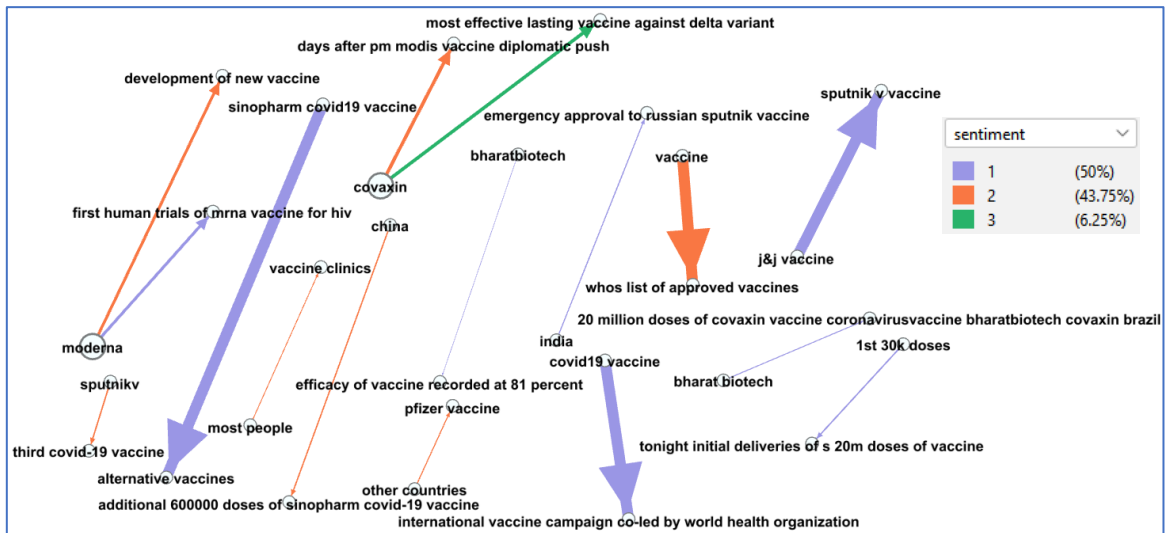 most effective lasting vaccine against delta variant
days after pm modis vaccine diplomatic push
development of new vaccine
sinopharm covid19 vaccine
sputnik v vaccine
emergency approval to russian sputnik vaccine
sentiment
bharatbiotech
vaccine
1 (50%)
covaxin
2 (43.75%)
first human trials of mrna vaccine for hiv
3 (6.25%)
china
vaccine clinics
j&j vaccine
whos list of approved vaccines
20 million doses of covaxin vaccine coronavirusvaccine bharatbiotech covaxin brazil
moderna
india
1st 30k doses
covid19 vaccine
sputnikv
efficacy of vaccine recorded at 81 percent
bharat biotech
pfizer vaccine
most people
tonight initial deliveries of s 20m doses of vaccine
third covid-19 vaccine
alternative vaccines
other countries
additional 600000 doses of sinopharm covid-19 vaccine
international vaccine campaign co-led by world health organization